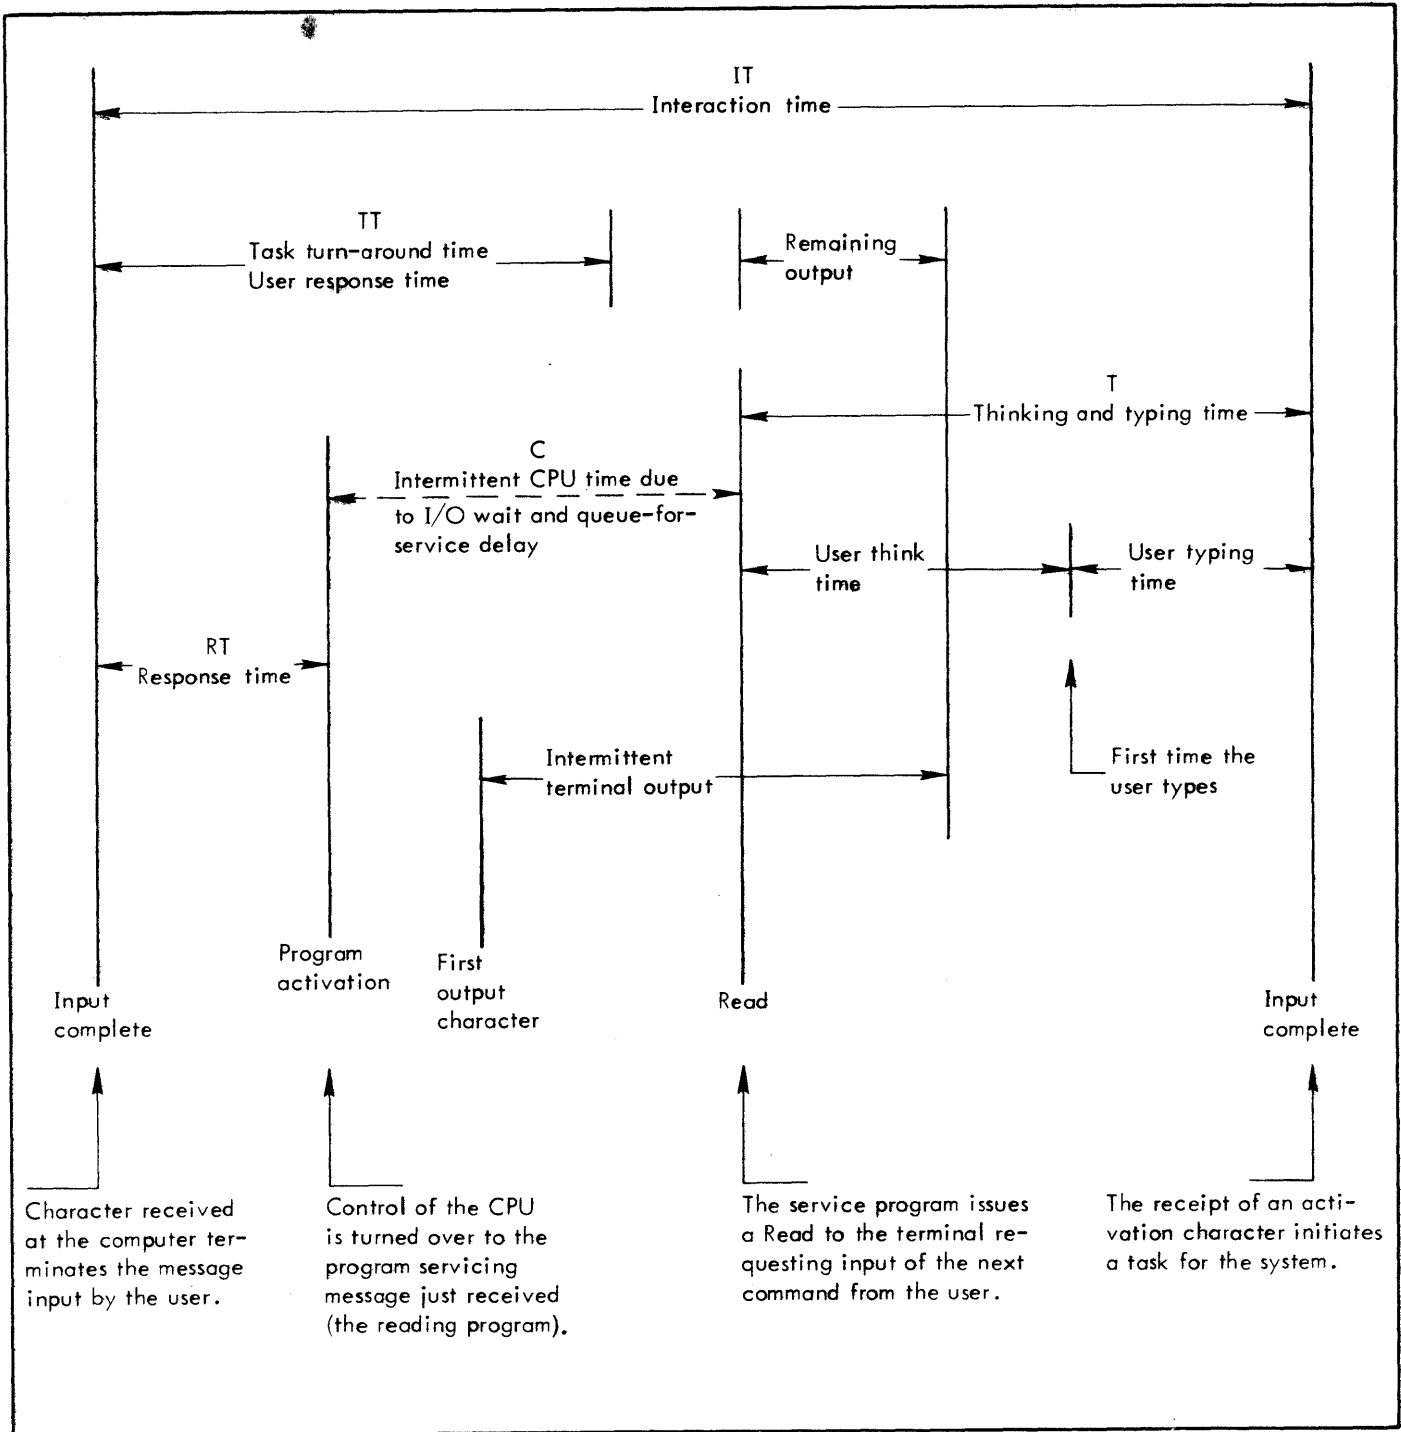 IT
Interaction time
TT
Task turn-around time
User response time
Remaining
output
T
Thinking and typing time
C
Intermittent CPU time due
to I/O wait and queue-for-
service delay
User think
time
User typing
time
RT
Response time
Intermittent
terminal output
First time the
user types
Program
activation
First
output
character
Input
complete
Read
Input
complete
Character received
at the computer ter-
minates the message
input by the user.
Control of the CPU
is turned over to the
program servicing
message just received
(the reading program).
The service program issues
a Read to the terminal re-
questing input of the next
command from the user.
The receipt of an acti-
vation character initiates
a task for the system.